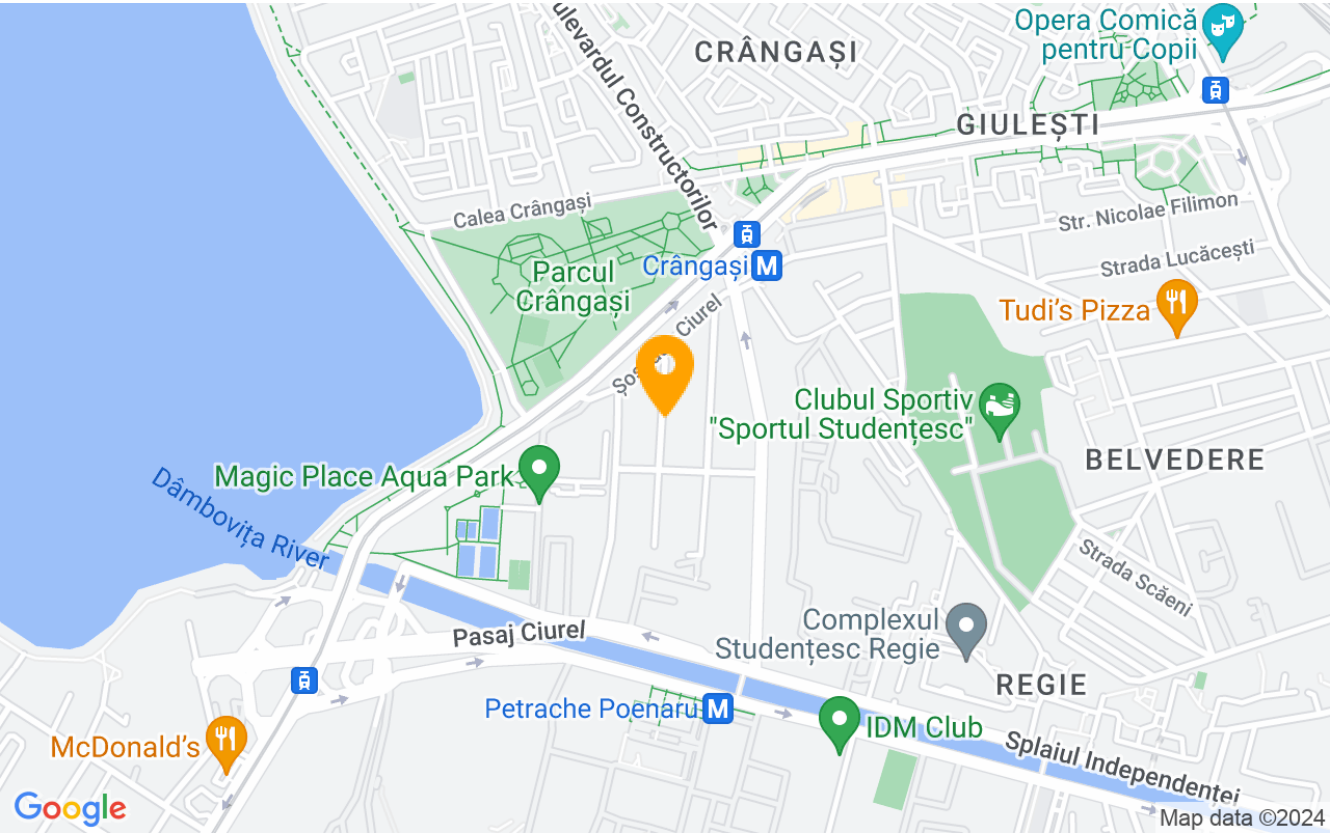 Opera Comică
pentru Copii
CRÂNGAȘI
ulevardul Constructorilor
GIULEȘTI
Calea Crângași
Str. Nicolae Filimon
Crângași M
Strada Lucăcești
Parcul
Crângași
Tudi's Pizza
Ciurel
Clubul Sportiv
"Sportul Studențesc"
BELVEDERE
Magic Place Aqua Park
Dâmbovița River
Strada Scăeni
Pasaj Ciurel
Complexul
Studențesc Regie
REGIE
Petrache Poenaru M
IDM Club
McDonald's
Splaiul Independenței
Google
Map data ©2024